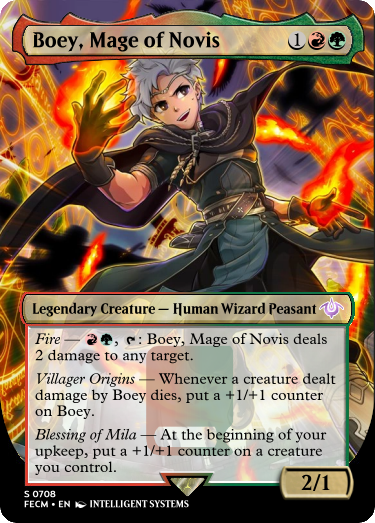 Boey, Mage of Novis 1
Legendary Creature — Human Wizard Peasant
Fire — , : Boey, Mage of Novis deals
2 damage to any target.
Villager Origins — Whenever a creature dealt
damage by Boey dies, put a +1/+1 counter
on Boey.
Blessing of Mila — At the beginning of your
upkeep, put a +1/+1 counter on a creature
you control.
2/1
S 0708
FECM • EN INTELLIGENT SYSTEMS